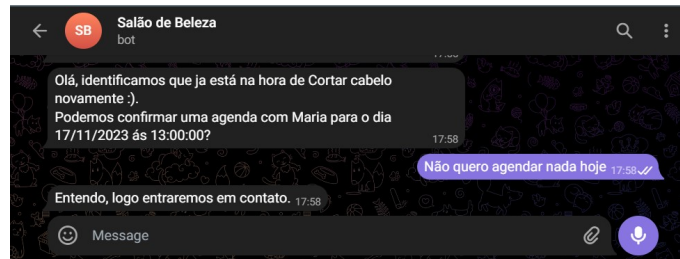 SB
Salão de Beleza
bot
Olá, identificamos que ja está na hora de Cortar cabelo
novamente :).
Podemos confirmar uma agenda com Maria para o dia
17/11/2023 ás 13:00:00?
17:58
Não quero agendar nada hoje 17:58
Entendo, logo entraremos em contato. 17:58
Message